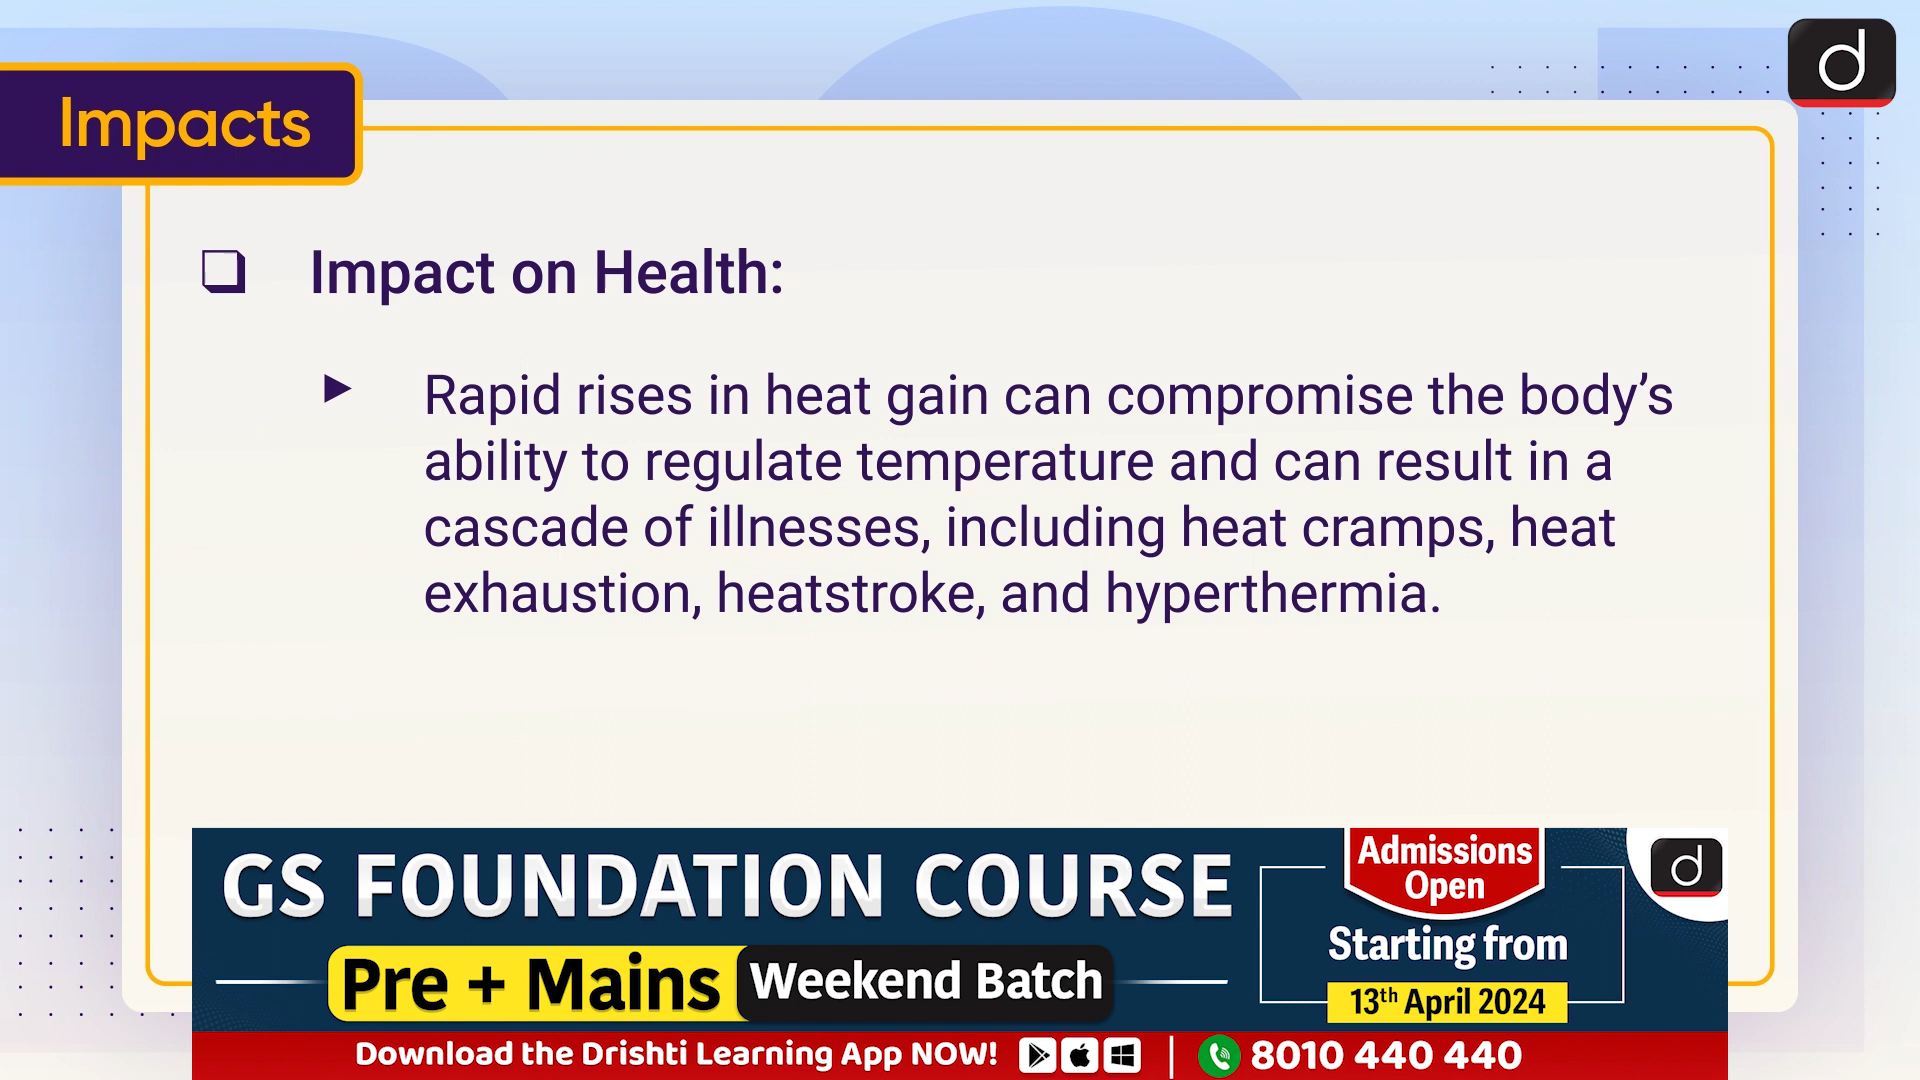 Impacts
Impact on Health:
Rapid rises in heat gain can compromise the body’s
ability to regulate temperature and can result in a
cascade of illnesses, including heat cramps, heat
exhaustion, heatstroke, and hyperthermia.
GS FOUNDATION COURSE
Pre + Mains Weekend Batch
Admissions
Open
Starting from
13th April 2024
Download the Drishti Learning App NOW! | 8010 440 440